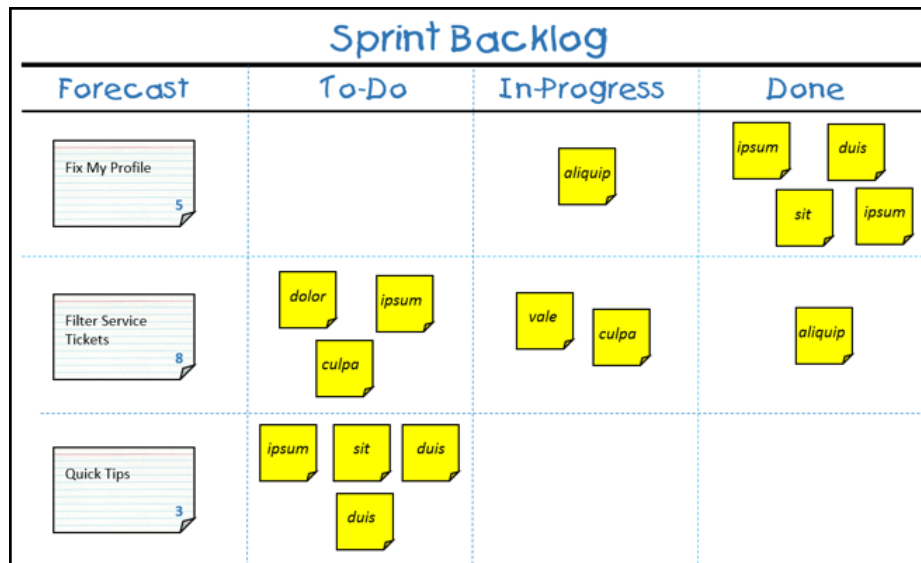 Sprint Backlog
Forecast
To-Do
In-Progress
Done
Fix My Profile
5
aliquip
ipsum
duis
sit
ipsum
Filter Service
Tickets
8
dolor
ipsum
culpa
vale
culpa
aliquip
Quick Tips
3
ipsum
sit
duis
duis